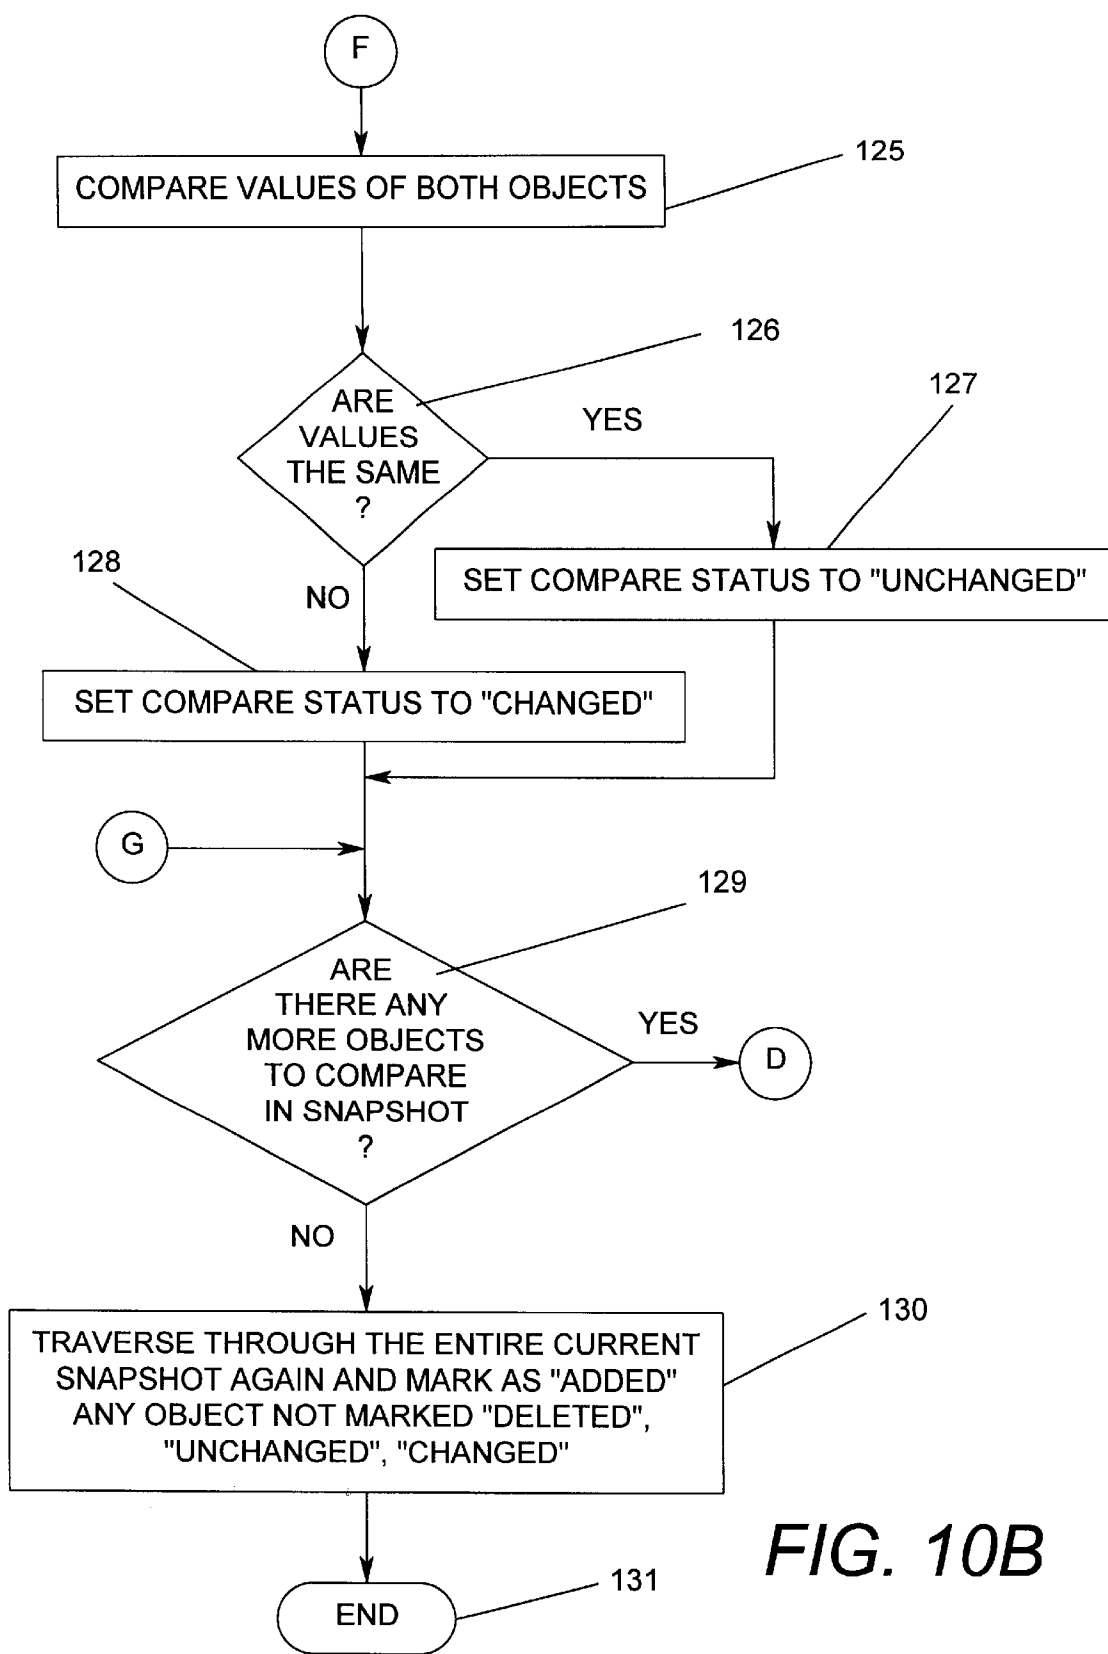 F
125
COMPARE VALUES OF BOTH OBJECTS
126
ARE
VALUES
THE SAME
?
YES
127
SET COMPARE STATUS TO "UNCHANGED"
128
NO
SET COMPARE STATUS TO "CHANGED"
G
129
ARE
THERE ANY
MORE OBJECTS
TO COMPARE
IN SNAPSHOT
?
YES
D
NO
130
TRAVERSE THROUGH THE ENTIRE CURRENT
SNAPSHOT AGAIN AND MARK AS "ADDED"
ANY OBJECT NOT MARKED "DELETED",
"UNCHANGED", "CHANGED"
FIG. 10B
131
END